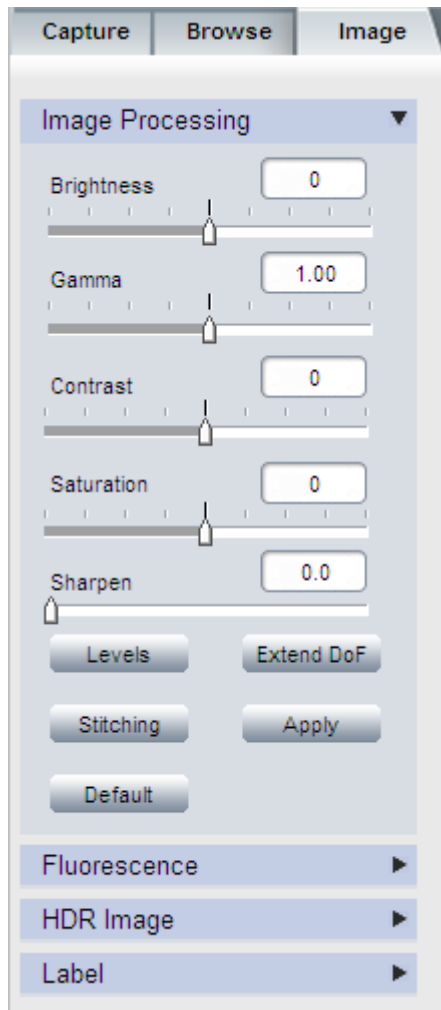 Capture Browse Image
Image Processing
Brightness 0
Gamma 1.00
Contrast 0
Saturation 0
Sharpen 0.0
Levels Extend DoF
Stitching Apply
Default
Fluorescence
HDR Image
Label